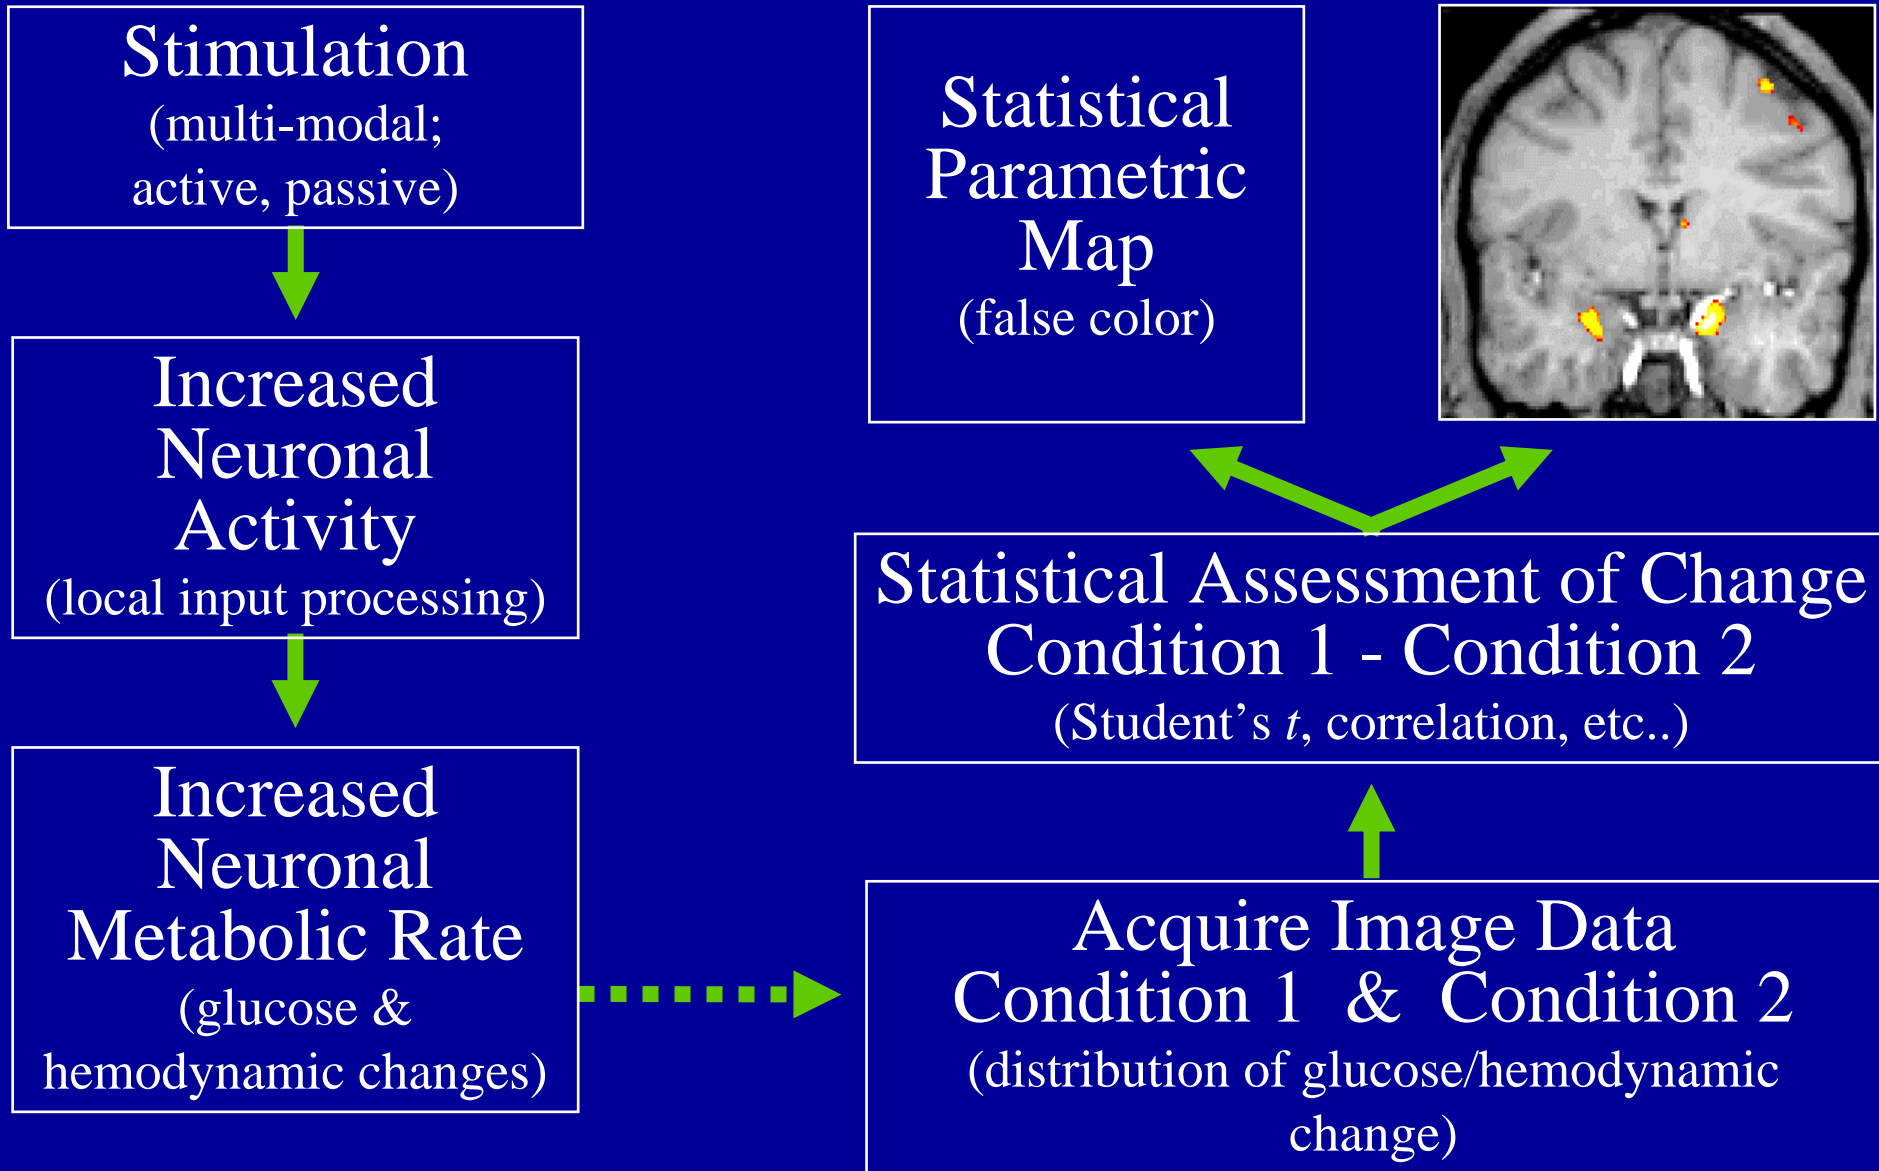 Stimulation
(multi-modal;
active, passive)
Increased
Neuronal
Activity
(local input processing)
Increased
Neuronal
Metabolic Rate
(glucose &
hemodynamic changes)
Acquire Image Data
Condition 1 & Condition 2
(distribution of glucose/hemodynamic
change)
Statistical Assessment of Change
Condition 1 - Condition 2
(Student’s t, correlation, etc..)
Statistical
Parametric
Map
(false color)